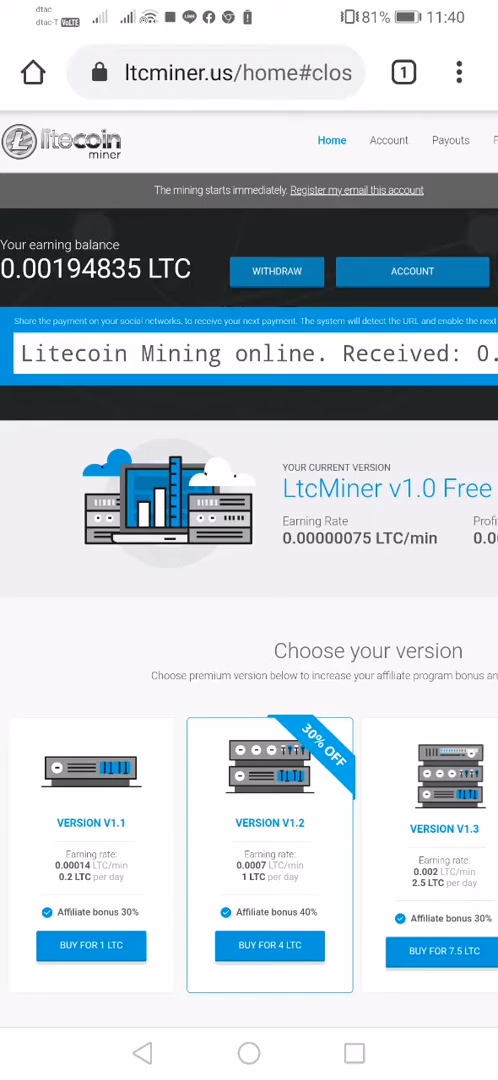 dtac
dtac-T VoLTE
81% 11:40
ltcminer.us/home#clos
1
litecoin
miner
Home Account Payouts F
The mining starts immediately. Register my email this account
Your earning balance
0.00194835 LTC
WITHDRAW
ACCOUNT
Share the payment on your social networks, to receive your next payment. The system will detect the URL and enable the next
Litecoin Mining online. Received: 0.
YOUR CURRENT VERSION
LtcMiner v1.0 Free
Earning Rate Profi
0.00000075 LTC/min 0.0
Choose your version
Choose premium version below to increase your affiliate program bonus an
VERSION V1.1
Earning rate:
0.00014 LTC/min
0.2 LTC per day
Affiliate bonus 30%
BUY FOR 1 LTC
30% OFF
VERSION V1.2
Earning rate:
0.0007 LTC/min
1 LTC per day
Affiliate bonus 40%
BUY FOR 4 LTC
VERSION V1.3
Earning rate:
0.002 LTC/min
2.5 LTC per day
Affiliate bonus 30%
BUY FOR 7.5 LTC